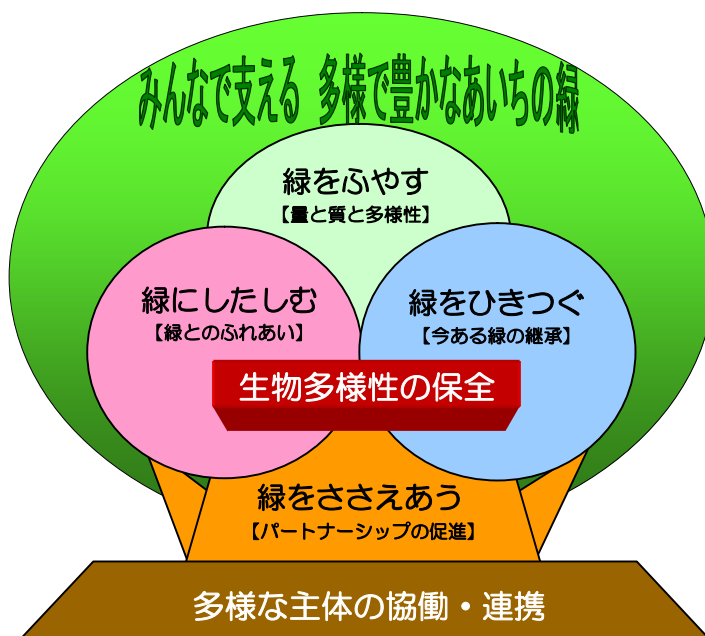 みんなで支える 多様で豊かなあいちの緑
緑をふやす
【量と質と多様性】
緑にしたしむ
【緑とのふれあい】
緑をひきつぐ
【今ある緑の継承】
生物多様性の保全
緑をささえあう
【パートナーシップの促進】
多様な主体の協働・連携